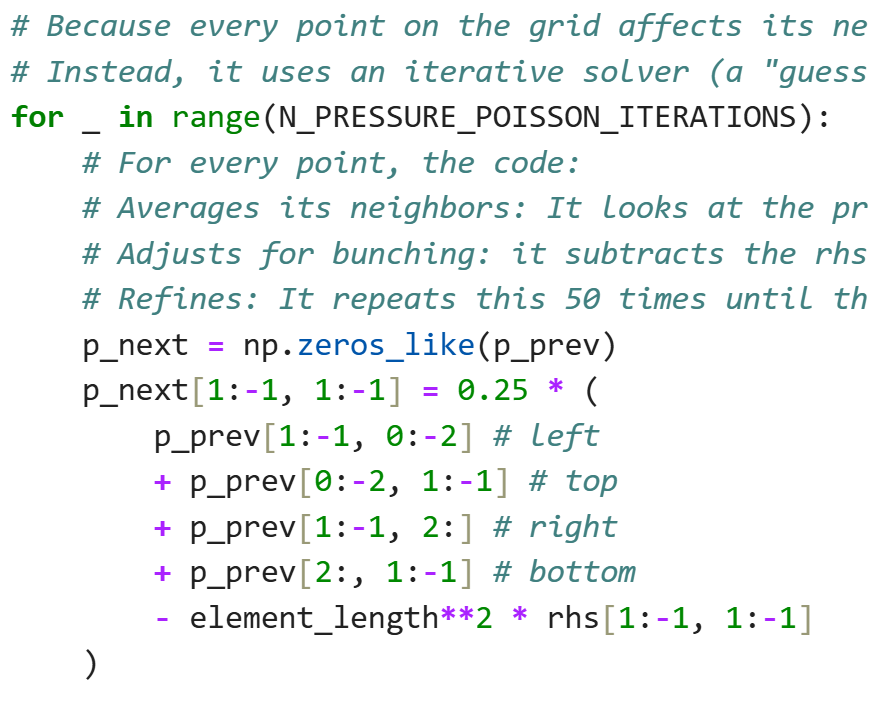 # Because every point on the grid affects its ne
# Instead, it uses an iterative solver (a "guess
for _ in range(N_PRESSURE_POISSON_ITERATIONS):
    # For every point, the code:
    # Averages its neighbors: It looks at the pr
    # Adjusts for bunching: it subtracts the rhs
    # Refines: It repeats this 50 times until th
    p_next = np.zeros_like(p_prev)
    p_next[1:-1, 1:-1] = 0.25 * (
        p_prev[1:-1, 0:-2] # left
        + p_prev[0:-2, 1:-1] # top
        + p_prev[1:-1, 2:] # right
        + p_prev[2:, 1:-1] # bottom
        - element_length**2 * rhs[1:-1, 1:-1]
    )